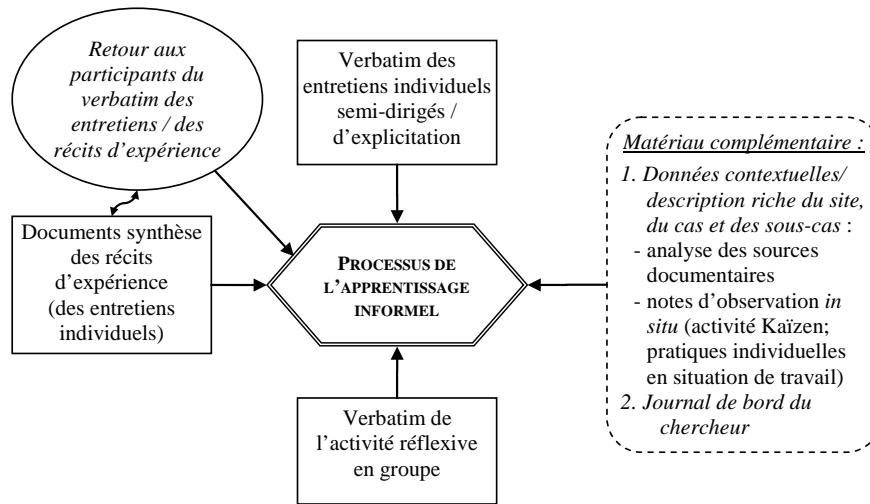 Retour aux
participants du
verbatim des
entretiens / des
récits d'expérience
Verbatim des
entretiens individuels
semi-dirigés /
d'explicitation
Matériau complémentaire :
1. Données contextuelles/
description riche du site,
du cas et des sous-cas :
- analyse des sources
documentaires
- notes d'observation in
situ (activité Kaïzen;
pratiques individuelles
en situation de travail)
2. Journal de bord du
chercheur
Documents synthèse
des récits
d'expérience
(des entretiens
individuels)
PROCESSUS DE
L'APPRENTISSAGE
INFORMEL
Verbatim de
l'activité réflexive
en groupe